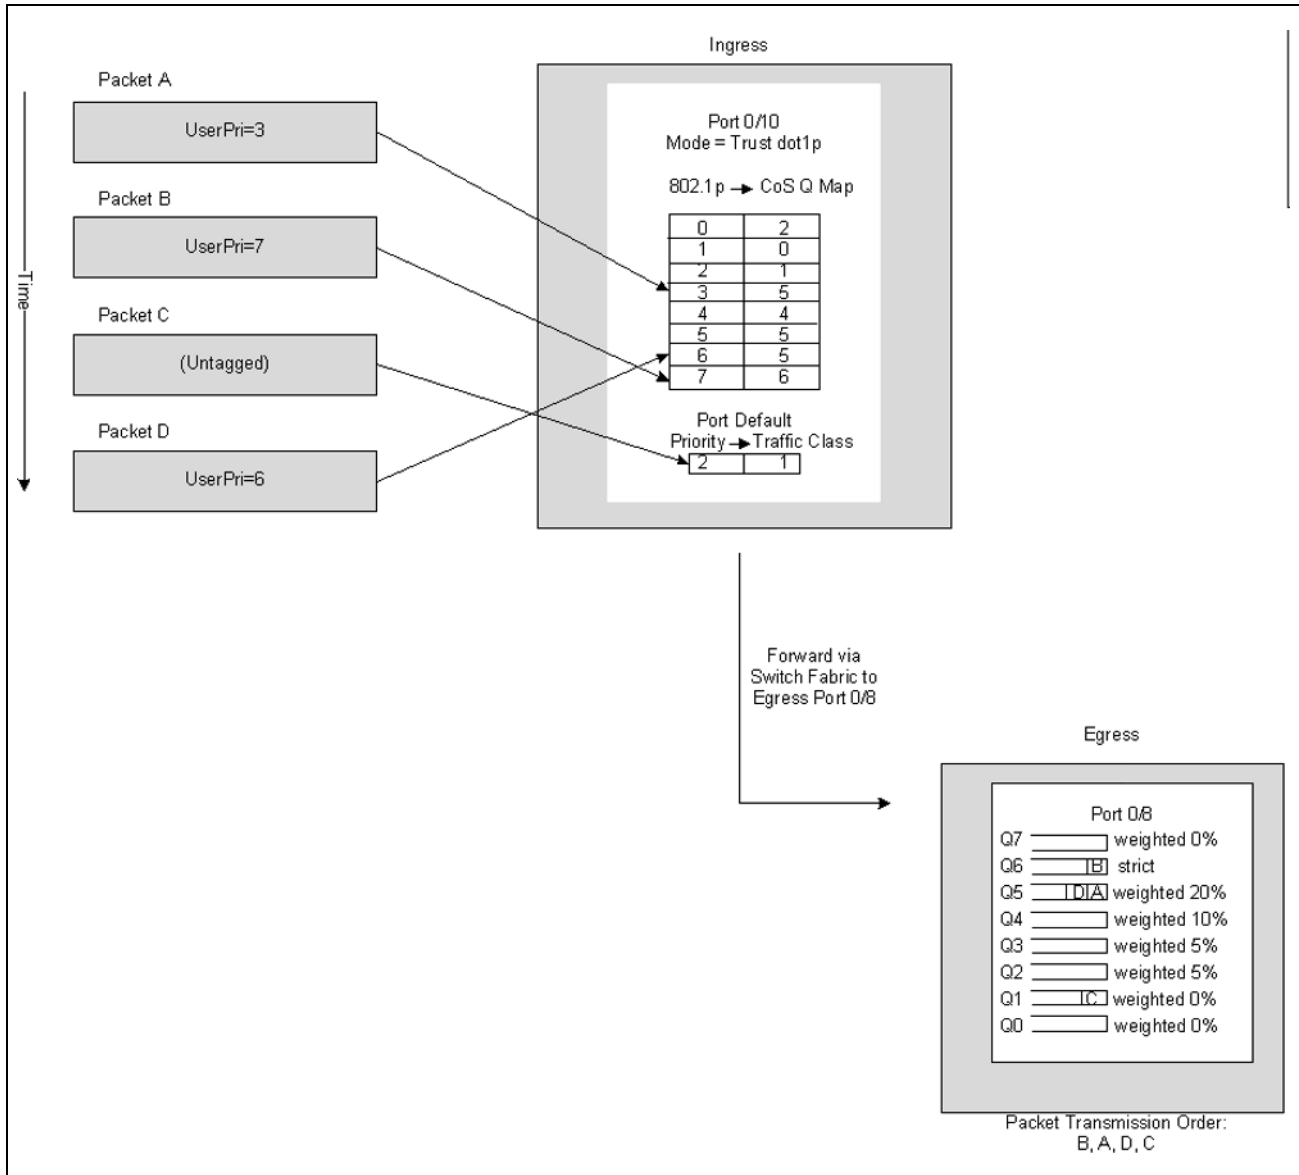 Ingress
Packet A
UserPri=3
Packet B
UserPri=7
Packet C
(Untagged)
Packet D
UserPri=6
Time
Port 0/10
Mode = Trust dot1p
802.1p → CoS Q Map
0 2
1 0
2 1
3 5
4 4
5 5
6 5
7 6
Port Default
Priority → Traffic Class
2 1
Forward via
Switch Fabric to
Egress Port 0/8
Egress
Port 0/8
Q7 weighted 0%
Q6 B strict
Q5 D A weighted 20%
Q4 weighted 10%
Q3 weighted 5%
Q2 weighted 5%
Q1 C weighted 0%
Q0 weighted 0%
Packet Transmission Order:
B, A, D, C